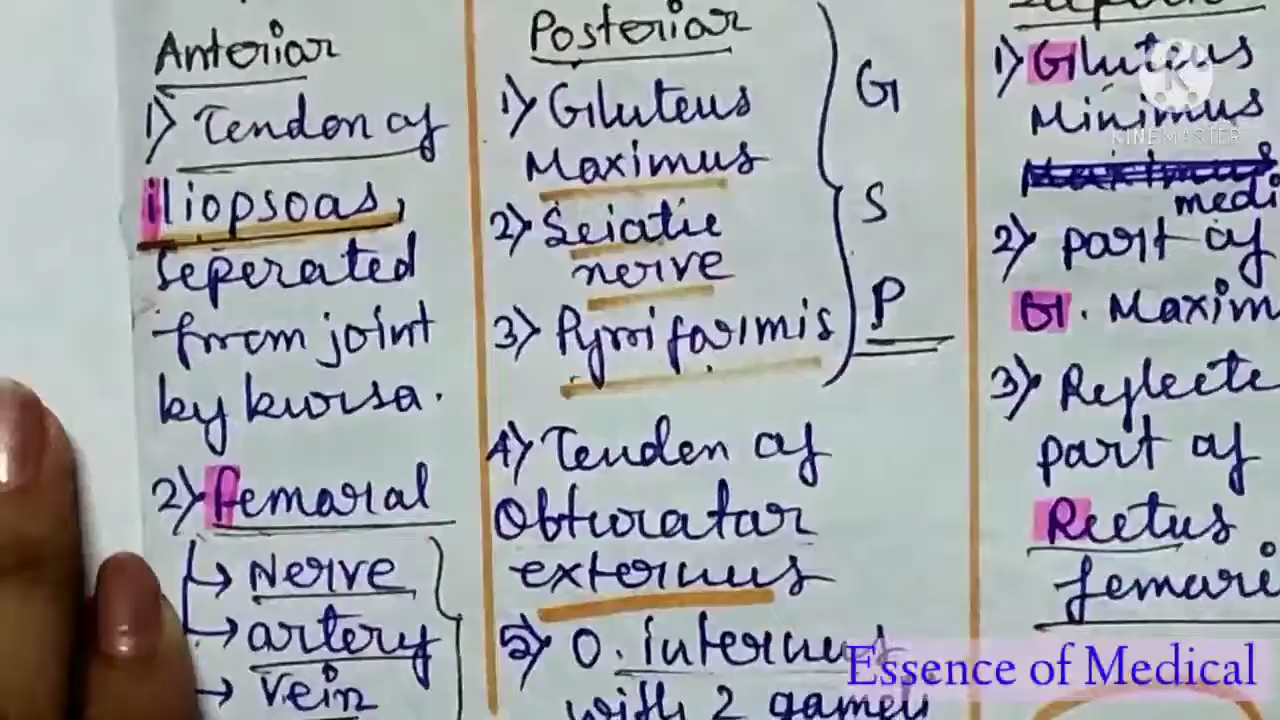 Anterior
1) Tendon of
iliopsoas,
seperated
from joint
by bursa.
2) Femoral
→ Nerve
→ artery
→ Vein
Posterior
1) Gluteus
Maximus
2) Sciatic
nerve
3) Pyriformis
G
S
P
4) Tendon of
Obturator
externus
5) O. internus
with 2 gemeli
1) Gluteus
Minimus
medi
2) part of
Gl. Maxim
3) Reflecte
part of
Rectus
femori
KINEMASTER
Essence of Medical